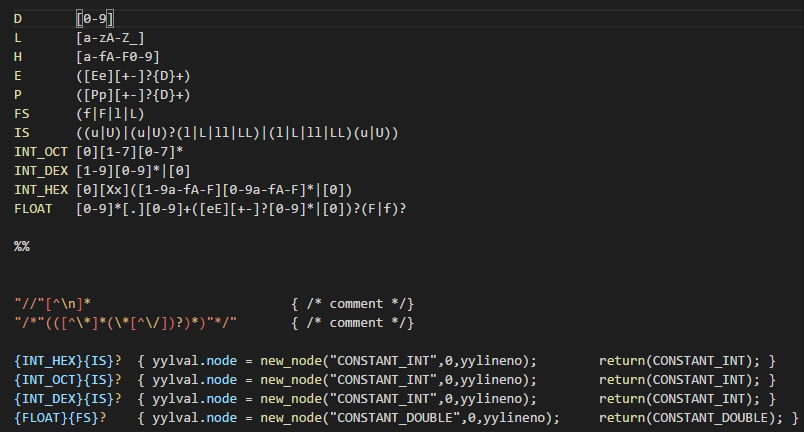 D       [0-9]
L       [a-zA-Z_]
H       [a-fA-F0-9]
E       ([Ee][+-]?{D}+)
P       ([Pp][+-]?{D}+)
FS      (f|F|l|L)
IS      ((u|U)|(u|U)?(l|L|ll|LL)|(l|L|ll|LL)(u|U))
INT_OCT [0][1-7][0-7]*
INT_DEX [1-9][0-9]*|[0]
INT_HEX [0][Xx]([1-9a-fA-F][0-9a-fA-F]*|[0])
FLOAT   [0-9]*[.][0-9]+([eE][+-]?[0-9]*|[0])?(F|f)?
%%
"//"[^\n]*                         { /* comment */}
"/*"(([^\*]*(\*[^\/])?)*)"*/"      { /* comment */}
{INT_HEX}{IS}?  { yylval.node = new_node("CONSTANT_INT",0,yylineno);        return(CONSTANT_INT); }
{INT_OCT}{IS}?  { yylval.node = new_node("CONSTANT_INT",0,yylineno);        return(CONSTANT_INT); }
{INT_DEX}{IS}?  { yylval.node = new_node("CONSTANT_INT",0,yylineno);        return(CONSTANT_INT); }
{FLOAT}{FS}?    { yylval.node = new_node("CONSTANT_DOUBLE",0,yylineno);     return(CONSTANT_DOUBLE); }